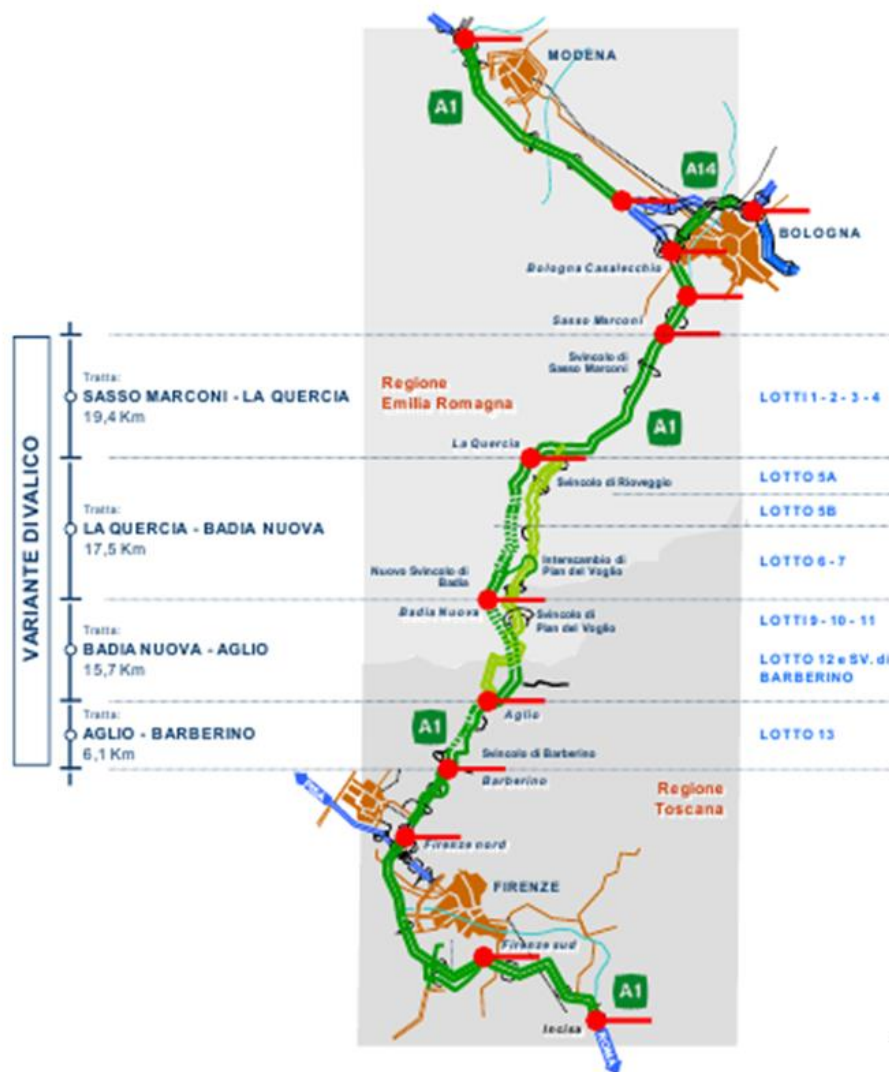 MODENA
A1
A14
BOLOGNA
Bologna Casalecchio
Sasso Marconi
Svincolo di
Sasso Marconi
VARIANTE DI VALICO
Tratta:
SASSO MARCONI - LA QUERCIA
19,4 Km
Regione
Emilia Romagna
LOTTI 1 - 2 - 3 - 4
A1
La Quercia
Svincolo di Rioveggio
LOTTO 5A
LOTTO 5B
Tratta:
LA QUERCIA - BADIA NUOVA
17,5 Km
Interscambio di
Pian del Voglio
LOTTO 6 - 7
Nuovo Svincolo di
Badia
Badia Nuova
Svincolo di
Pian del Voglio
LOTTI 9 - 10 - 11
Tratta:
BADIA NUOVA - AGLIO
15,7 Km
LOTTO 12 e SV. di
BARBERINO
Aglio
Tratta:
AGLIO - BARBERINO
6,1 Km
A1
LOTTO 13
Svincolo di Barberino
Barberino
Regione
Toscana
PISA
Firenze nord
FIRENZE
Firenze sud
A1
Incisa
ROMA